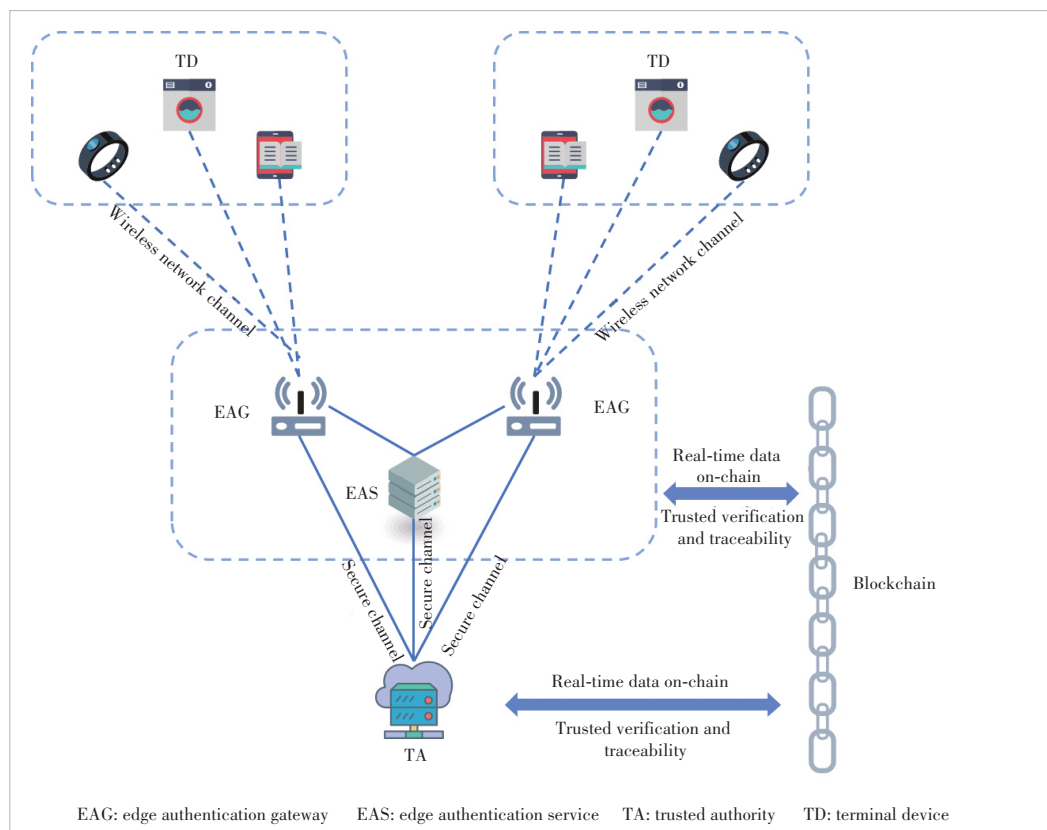 TD
TD
Wireless network channel
Wireless network channel
EAG
EAG
EAS
Real-time data
on-chain
Trusted verification
and traceability
Secure channel
Secure channel
Secure channel
Blockchain
Real-time data on-chain
Trusted verification and
traceability
TA
EAG: edge authentication gateway EAS: edge authentication service TA: trusted authority TD: terminal device